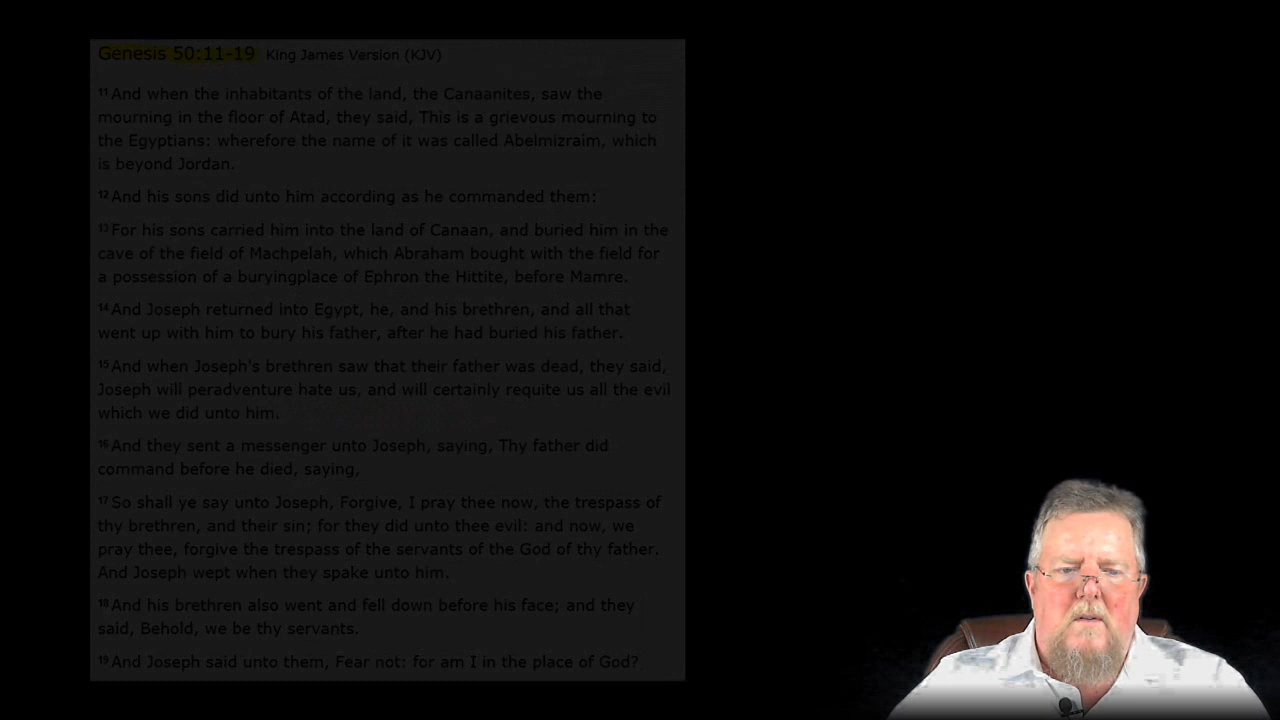 Genesis 50:11-19 King James Version (KJV)
11 And when the inhabitants of the land, the Canaanites, saw the
mourning in the floor of Atad, they said, This is a grievous mourning to
the Egyptians: wherefore the name of it was called Abelmizraim, which
is beyond Jordan.
12 And his sons did unto him according as he commanded them:
13 For his sons carried him into the land of Canaan, and buried him in the
cave of the field of Machpelah, which Abraham bought with the field for
a possession of a buryingplace of Ephron the Hittite, before Mamre.
14 And Joseph returned into Egypt, he, and his brethren, and all that
went up with him to bury his father, after he had buried his father.
15 And when Joseph's brethren saw that their father was dead, they said,
Joseph will peradventure hate us, and will certainly requite us all the evil
which we did unto him.
16 And they sent a messenger unto Joseph, saying, Thy father did
command before he died, saying,
17 So shall ye say unto Joseph, Forgive, I pray thee now, the trespass of
thy brethren, and their sin; for they did unto thee evil: and now, we
pray thee, forgive the trespass of the servants of the God of thy father.
And Joseph wept when they spake unto him.
18 And his brethren also went and fell down before his face; and they
said, Behold, we be thy servants.
19 And Joseph said unto them, Fear not: for am I in the place of God?